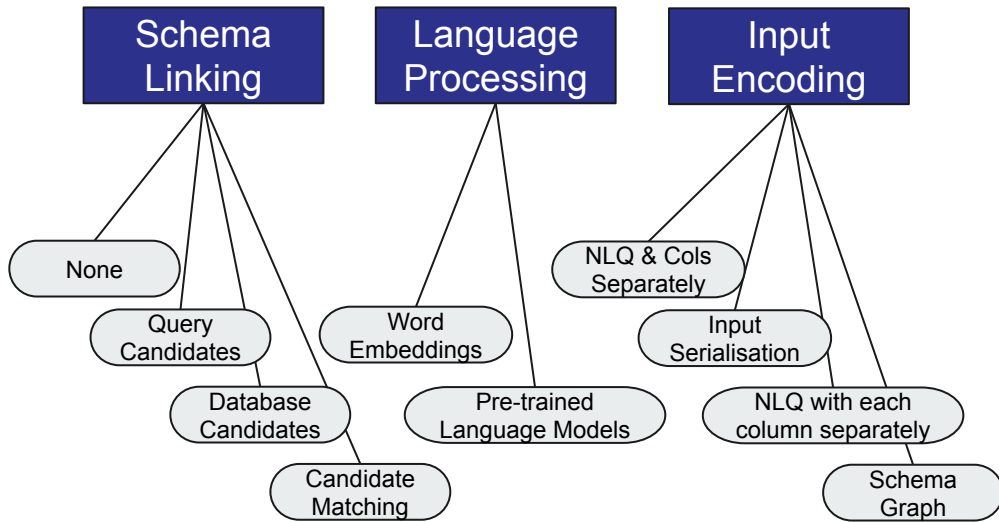 Schema
Linking
Language
Processing
Input
Encoding
None
Query
Candidates
Database
Candidates
Candidate
Matching
Word
Embeddings
Pre-trained
Language Models
NLQ & Cols
Separately
Input
Serialisation
NLQ with each
column separately
Schema
Graph